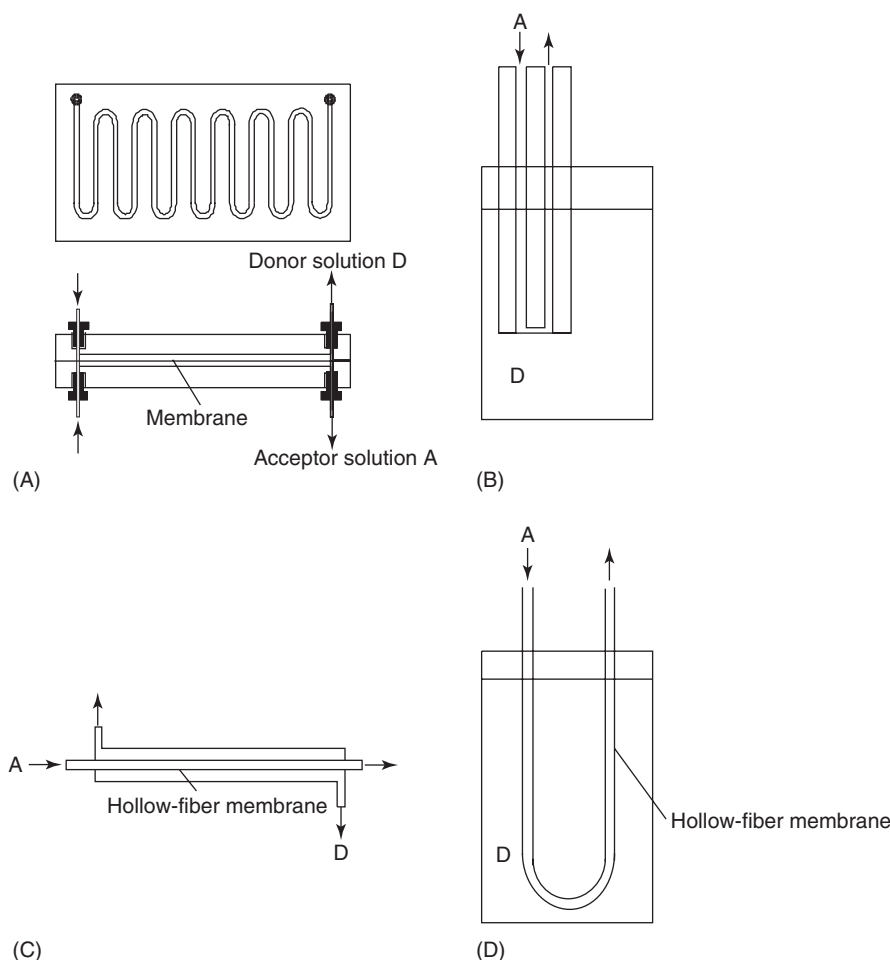 Donor solution D
Membrane
Acceptor solution A
(A)
A
D
(B)
A
Hollow-fiber membrane
D
(C)
A
Hollow-fiber membrane
D
(D)